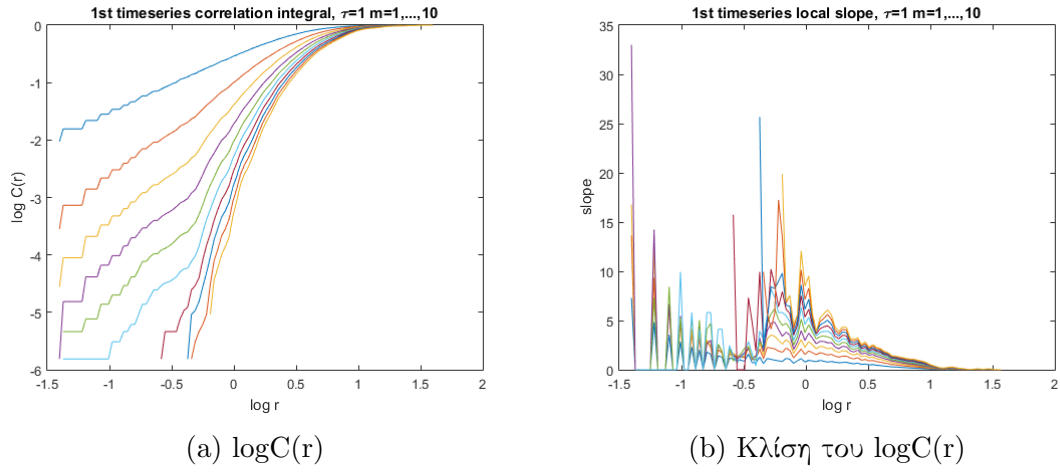 1st timeseries correlation integral, τ=1 m=1,...,10
0
-1
-2
-3
-4
-5
-6
log C(r)
-1.5 -1 -0.5 0 0.5 1 1.5 2
log r
(a) logC(r)
1st timeseries local slope, τ=1 m=1,...,10
35
30
25
20
15
10
5
0
slope
-1.5 -1 -0.5 0 0.5 1 1.5 2
log r
(b) Κλίση του logC(r)